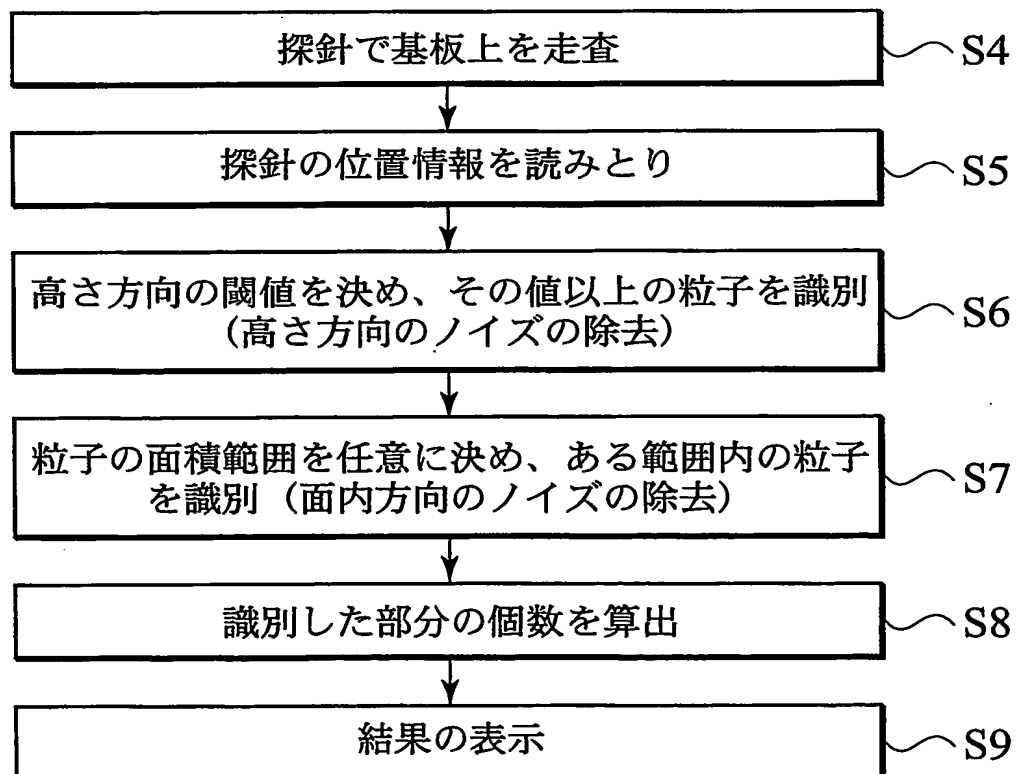 探針で基板上を走査
S4
探針の位置情報を読みとり
S5
高さ方向の閾値を決め、その値以上の粒子を識別
(高さ方向のノイズの除去)
S6
粒子の面積範囲を任意に決め、ある範囲内の粒子
を識別 (面内方向のノイズの除去)
S7
識別した部分の個数を算出
S8
結果の表示
S9